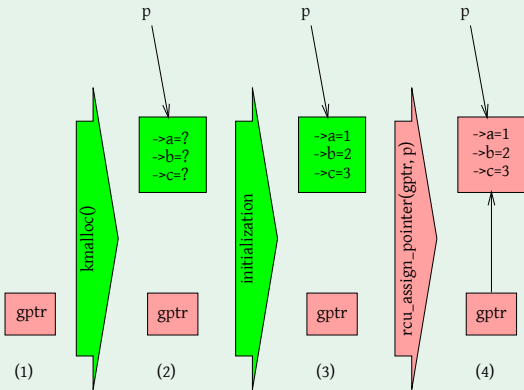 p
p
p
->a=?
->b=?
->c=?
->a=1
->b=2
->c=3
->a=1
->b=2
->c=3
kmalloc()
initialization
rcu_assign_pointer(gptr, p)
gptr
gptr
gptr
gptr
(1)
(2)
(3)
(4)